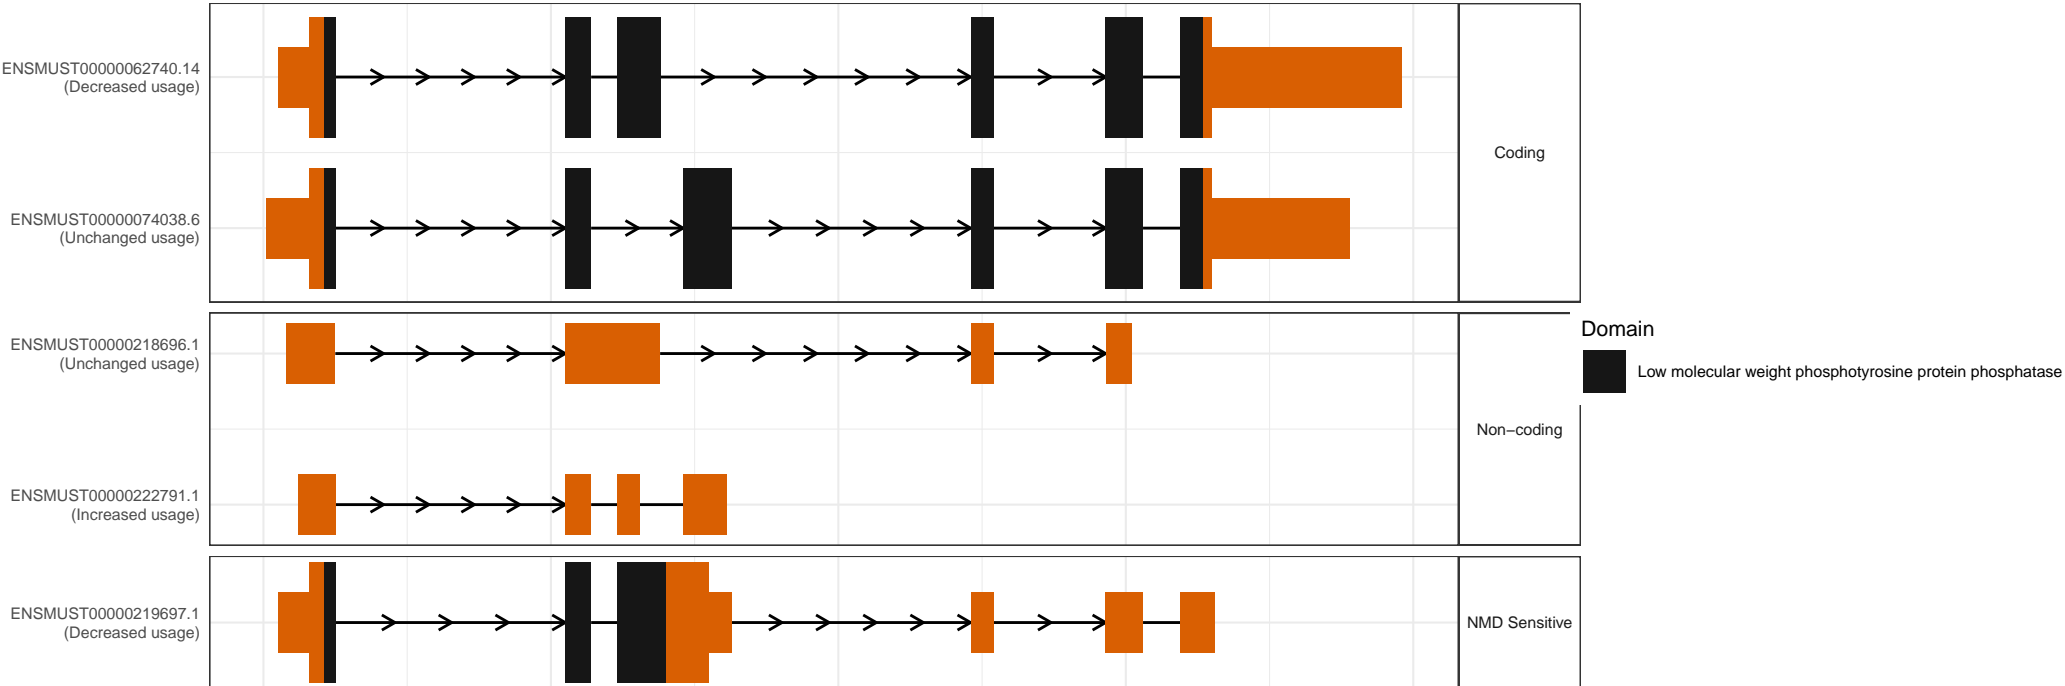 ENSMUST00000062740.14
(Decreased usage)
Coding
ENSMUST00000074038.6
(Unchanged usage)
ENSMUST00000218696.1
(Unchanged usage)
Domain
Low molecular weight phosphotyrosine protein phosphatase
Non−coding
ENSMUST00000222791.1
(Increased usage)
ENSMUST00000219697.1
(Decreased usage)
NMD Sensitive